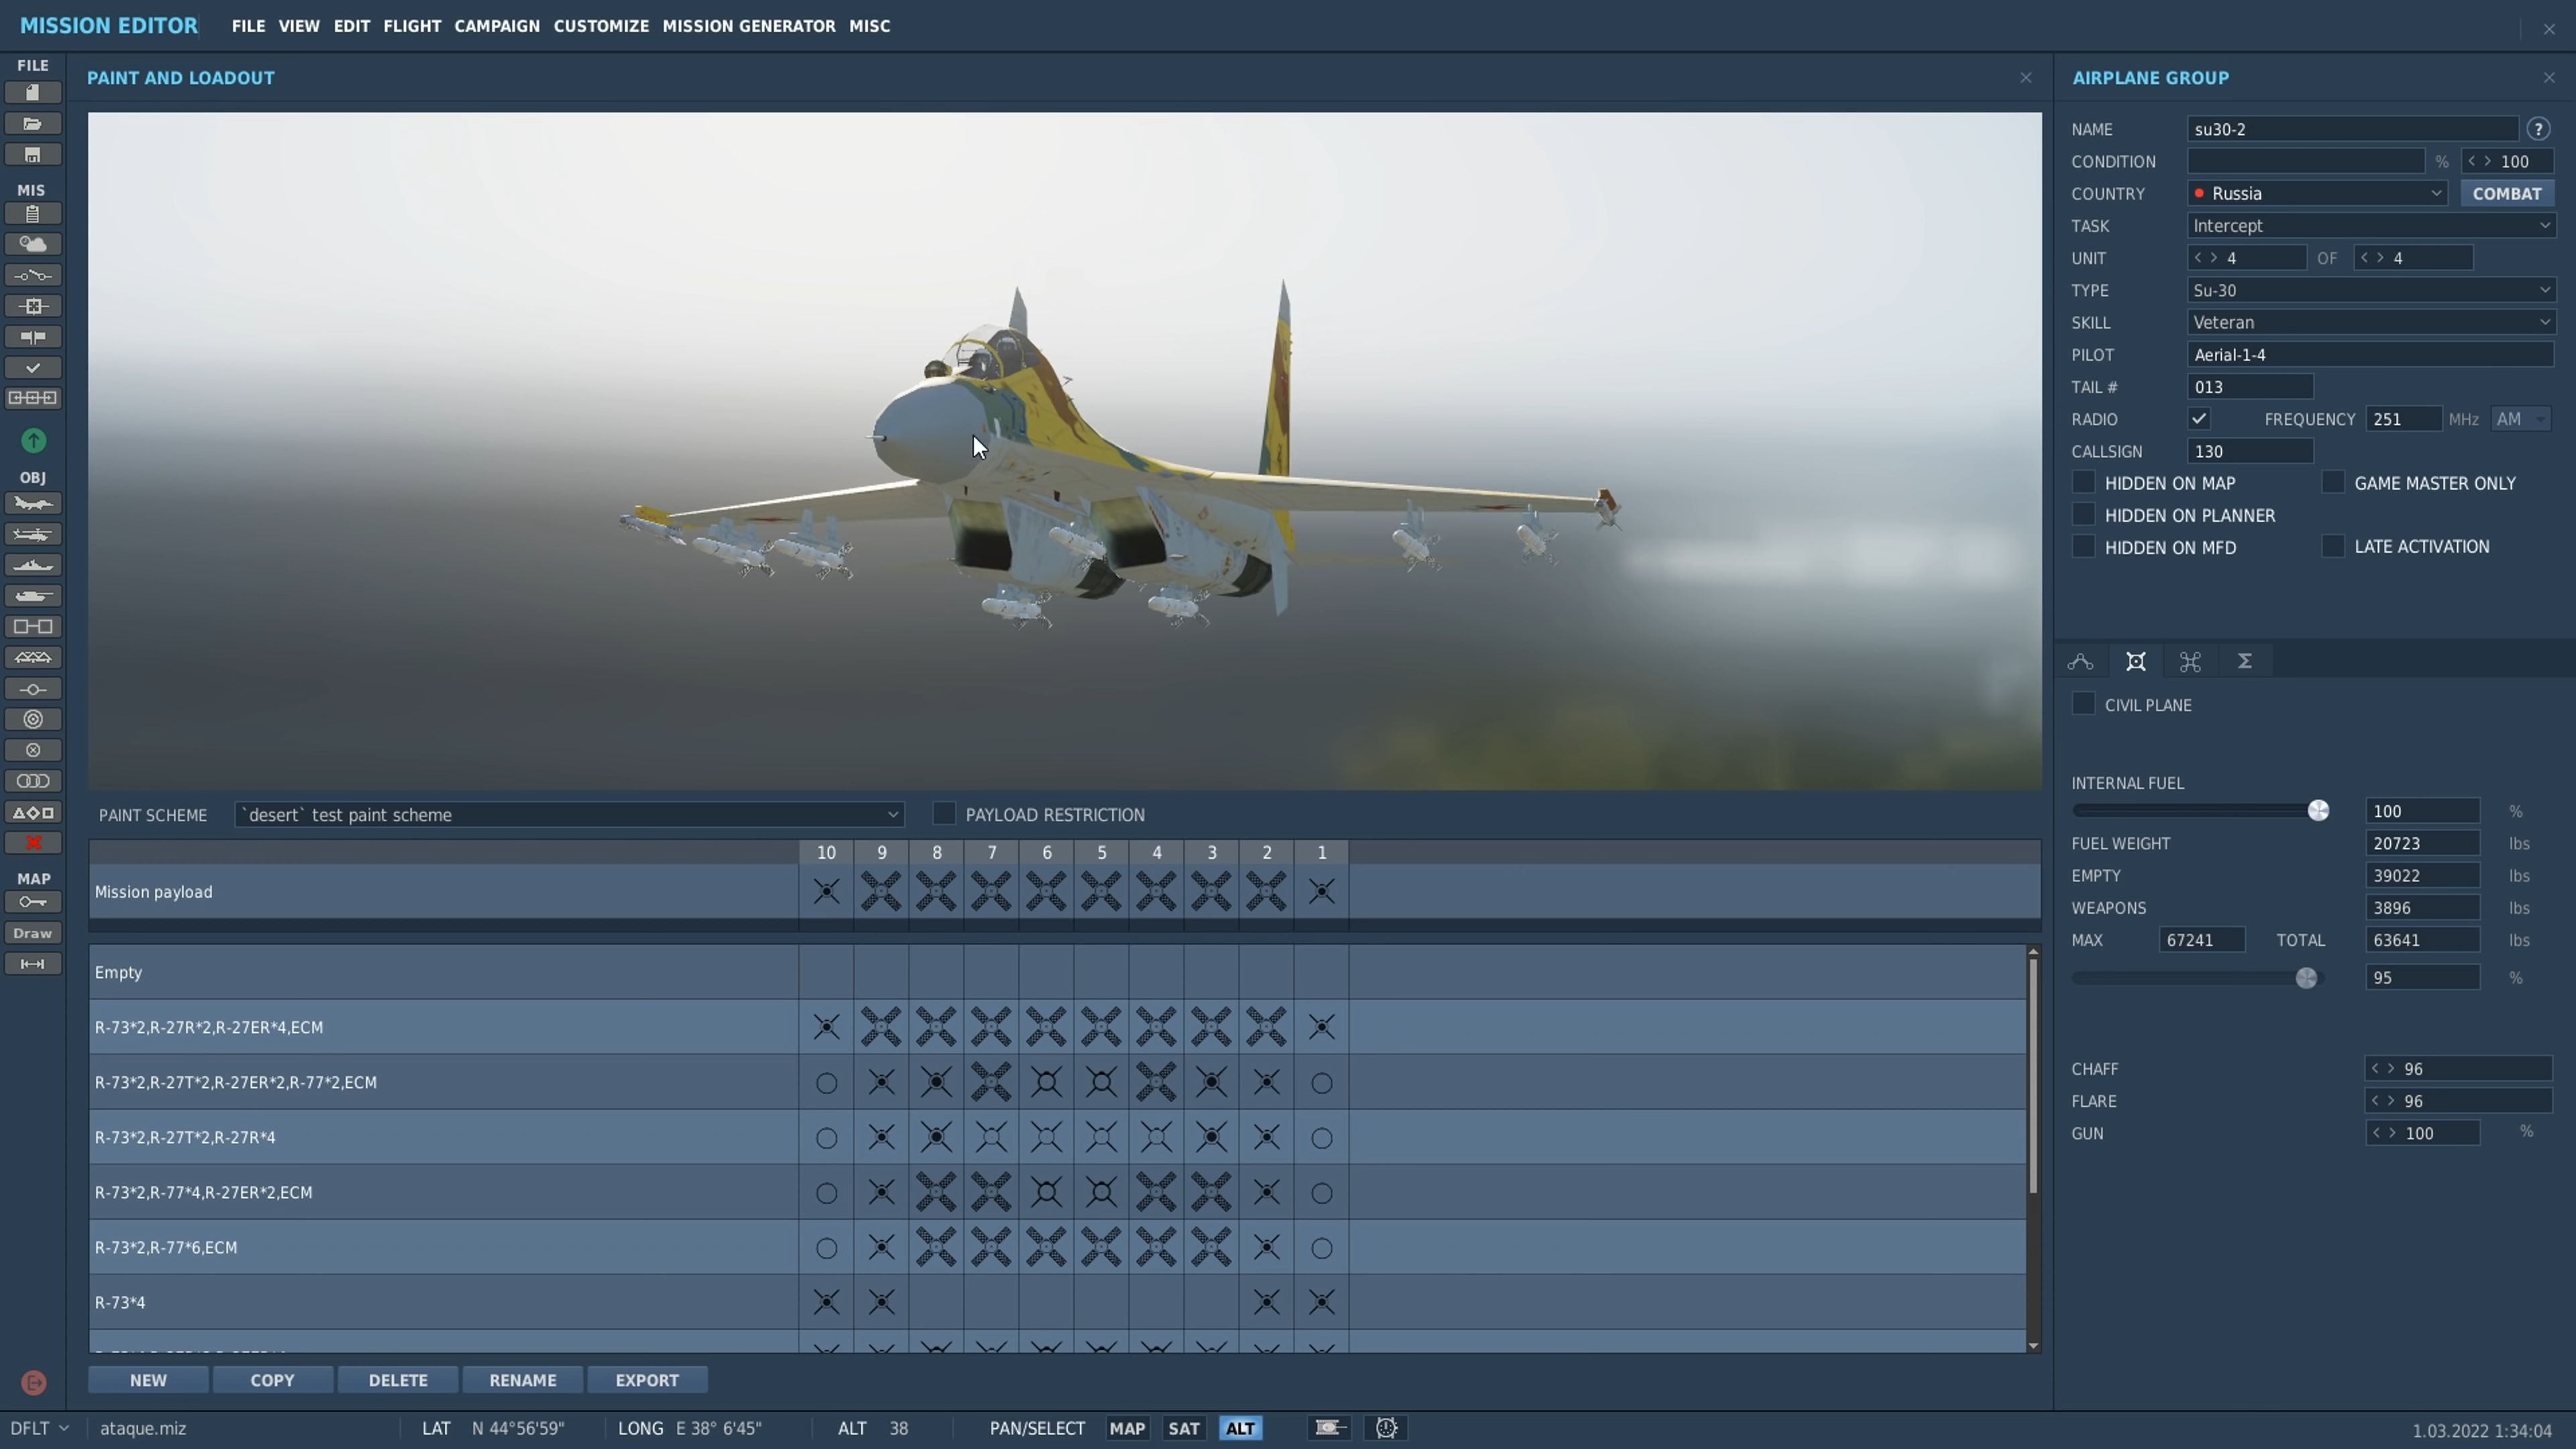 MISSION EDITOR FILE VIEW EDIT FLIGHT CAMPAIGN CUSTOMIZE MISSION GENERATOR MISC
FILE
MIS
OBJ
MAP
Draw
PAINT AND LOADOUT
PAINT SCHEME `desert` test paint scheme PAYLOAD RESTRICTION
10 9 8 7 6 5 4 3 2 1
Mission payload
Empty
R-73*2,R-27R*2,R-27ER*4,ECM
R-73*2,R-27T*2,R-27ER*2,R-77*2,ECM
R-73*2,R-27T*2,R-27R*4
R-73*2,R-77*4,R-27ER*2,ECM
R-73*2,R-77*6,ECM
R-73*4
NEW COPY DELETE RENAME EXPORT
AIRPLANE GROUP
NAME su30-2 ?
CONDITION % < > 100
COUNTRY Russia COMBAT
TASK Intercept
UNIT < > 4 OF < > 4
TYPE Su-30
SKILL Veteran
PILOT Aerial-1-4
TAIL # 013
RADIO FREQUENCY 251 MHz AM
CALLSIGN 130
HIDDEN ON MAP GAME MASTER ONLY
HIDDEN ON PLANNER
HIDDEN ON MFD LATE ACTIVATION
Σ
CIVIL PLANE
INTERNAL FUEL
100 %
FUEL WEIGHT 20723 lbs
EMPTY 39022 lbs
WEAPONS 3896 lbs
MAX 67241 TOTAL 63641 lbs
95 %
CHAFF < > 96
FLARE < > 96
GUN < > 100 %
DFLT ataque.miz LAT N 44°56'59" LONG E 38° 6'45" ALT 38 PAN/SELECT MAP SAT ALT 1.03.2022 1:34:04